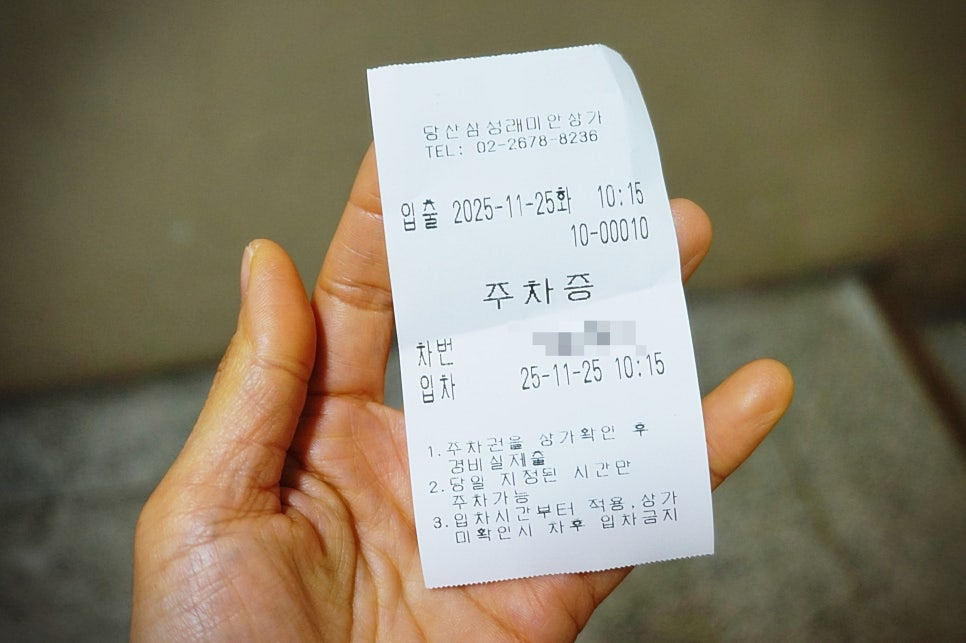 당산삼성래미안상가
TEL: 02-2678-8236
입출 2025-11-25화 10:15
10-00010
주차증
차번
입차 25-11-25 10:15
1.주차권을 상가확인 후
경비실제출
2.당일 지정된 시간만
주차가능
3.입차시간부터 적용,상가
미확인시 차후 입차금지